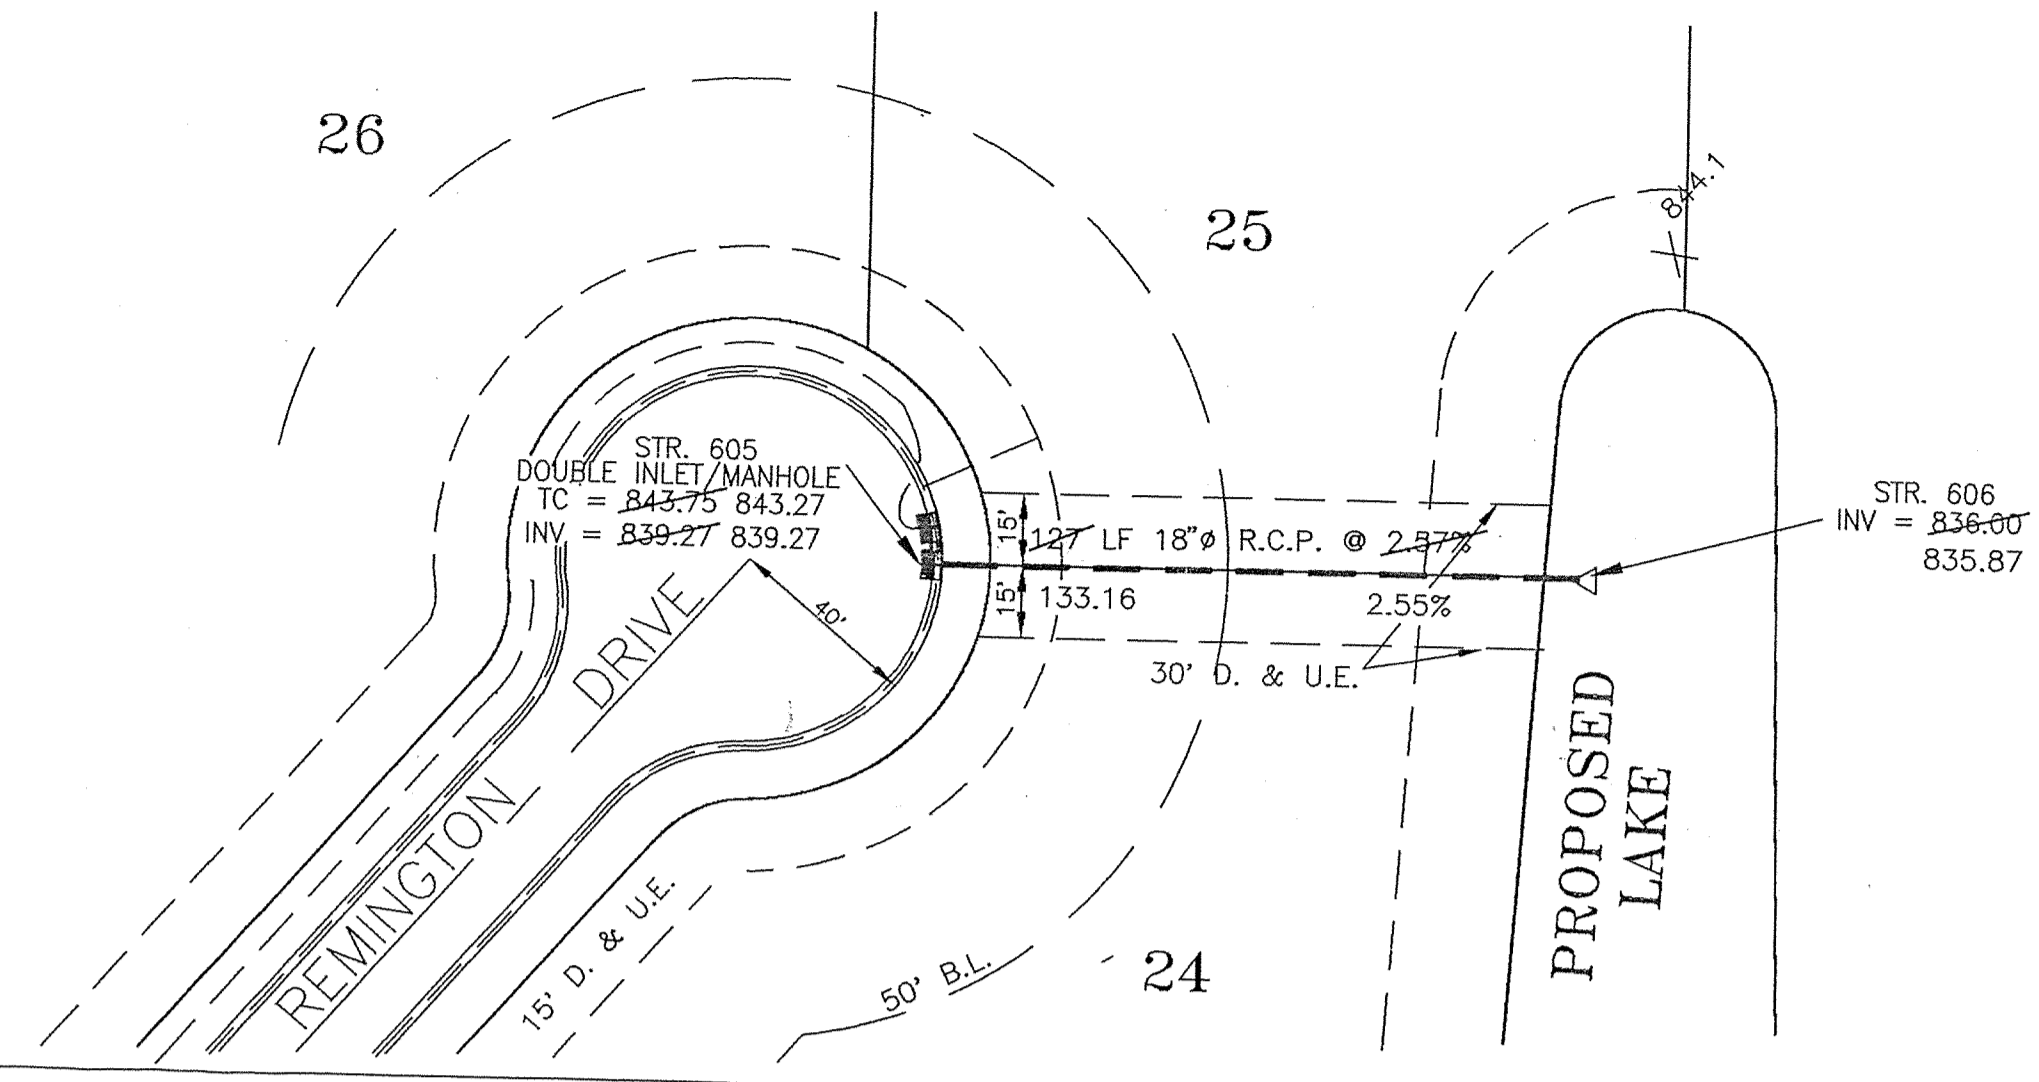 26
25
844.1
STR. 605
DOUBLE INLET/MANHOLE
TC = 843.75 843.27
INV = 839.27 839.27
15'
127 LF 18"ø R.C.P. @ 2.57%
STR. 606
INV = 836.00
835.87
15'
133.16
2.55%
40'
30' D. & U.E.
REMINGTON DRIVE
PROPOSED
LAKE
15' D. & U.E.
50' B.L.
24